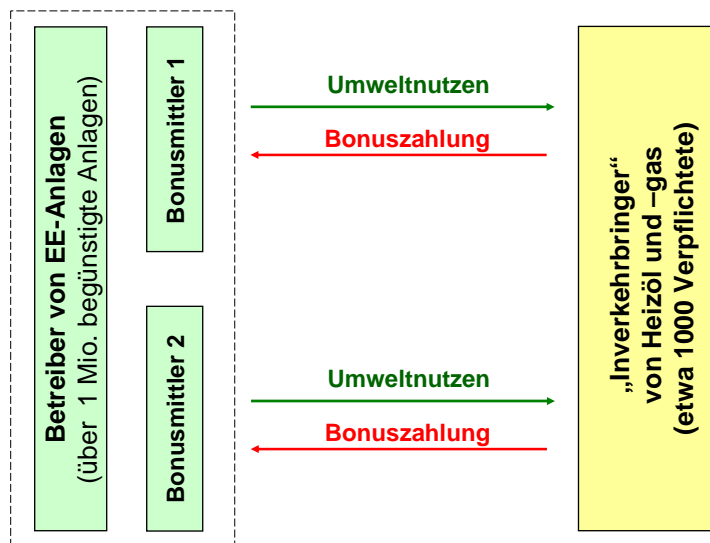 Betreiber von EE-Anlagen
(über 1 Mio. begünstigte Anlagen)
Bonusmittler 1
Umweltnutzen
Bonuszahlung
Bonusmittler 2
Umweltnutzen
Bonuszahlung
„Inverkehrbringer“
von Heizöl und –gas
(etwa 1000 Verpflichtete)